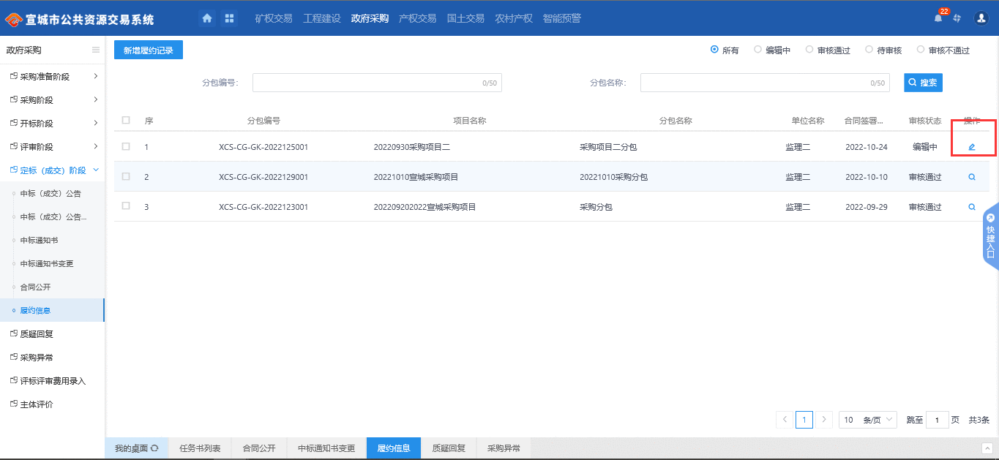 宣城市公共资源交易系统 矿权交易 工程建设 政府采购 产权交易 国土交易 农村产权 智能预警 22
政府采购
采购准备阶段
采购阶段
开标阶段
评审阶段
定标（成交）阶段
中标（成交）公告
中标（成交）公告...
中标通知书
中标通知书变更
合同公开
履约信息
质疑回复
采购异常
评标评审费用录入
主体评价
新增履约记录 所有 编辑中 审核通过 待审核 审核不通过
分包编号: 0/50 分包名称: 0/50 搜索
序 分包编号 项目名称 分包名称 单位名称 合同签署... 审核状态 操作
1 XCS-CG-GK-2022125001 20220930采购项目二 采购项目二分包 监理二 2022-10-24 编辑中
2 XCS-CG-GK-2022129001 20221010宣城采购项目 20221010采购分包 监理二 2022-10-10 审核通过
3 XCS-CG-GK-2022123001 202209202022宣城采购项目 采购分包 监理二 2022-09-29 审核通过
快捷入口
1 10 条/页 跳至 1 页 共3条
我的桌面 任务书列表 合同公开 中标通知书变更 履约信息 质疑回复 采购异常